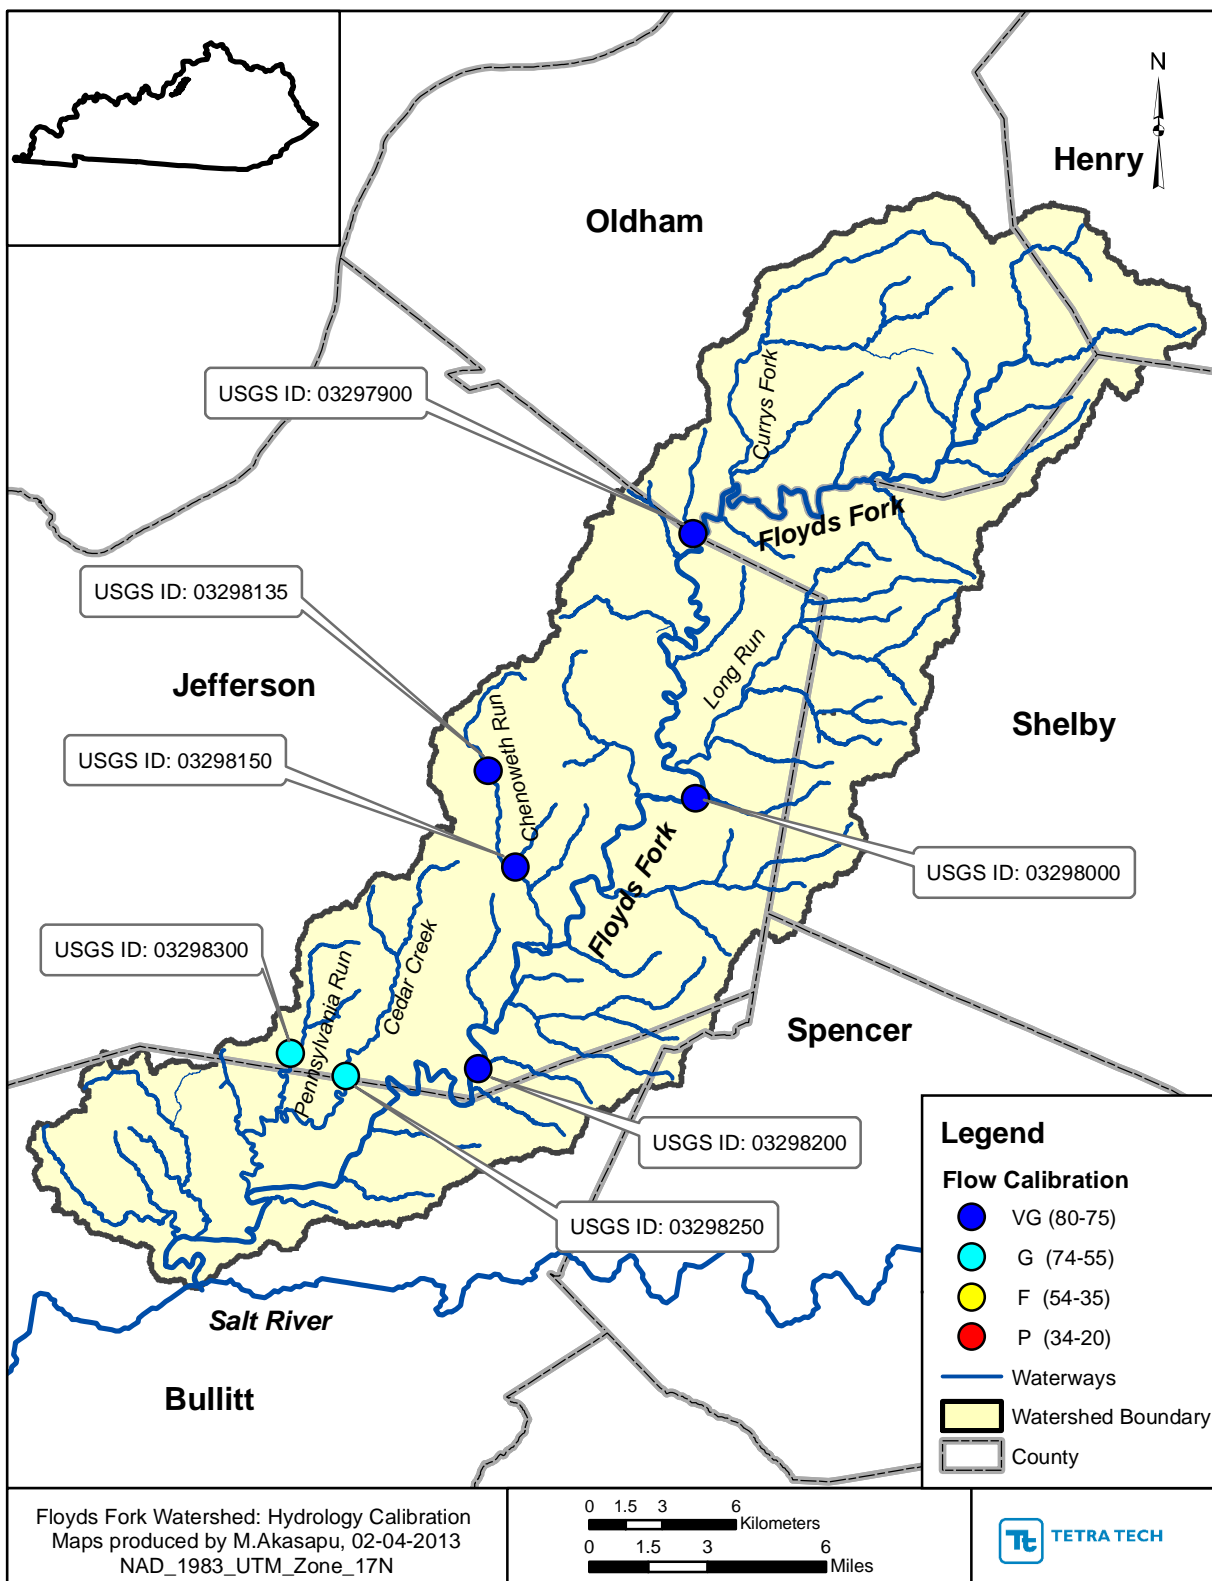 N
Henry
Oldham
USGS ID: 03297900
Currys Fork
Floyds Fork
USGS ID: 03298135
Long Run
Jefferson
Chenoweth Run
Shelby
USGS ID: 03298150
Floyds Fork
USGS ID: 03298000
USGS ID: 03298300
Pennsylvania Run
Cedar Creek
Spencer
USGS ID: 03298200
USGS ID: 03298250
Salt River
Bullitt
Legend
Flow Calibration
VG (80-75)
G (74-55)
F (54-35)
P (34-20)
Waterways
Watershed Boundary
County
Floyds Fork Watershed: Hydrology Calibration
Maps produced by M.Akasapu, 02-04-2013
NAD_1983_UTM_Zone_17N
0 1.5 3 6
Kilometers
0 1.5 3 6
Miles
Tt TETRA TECH